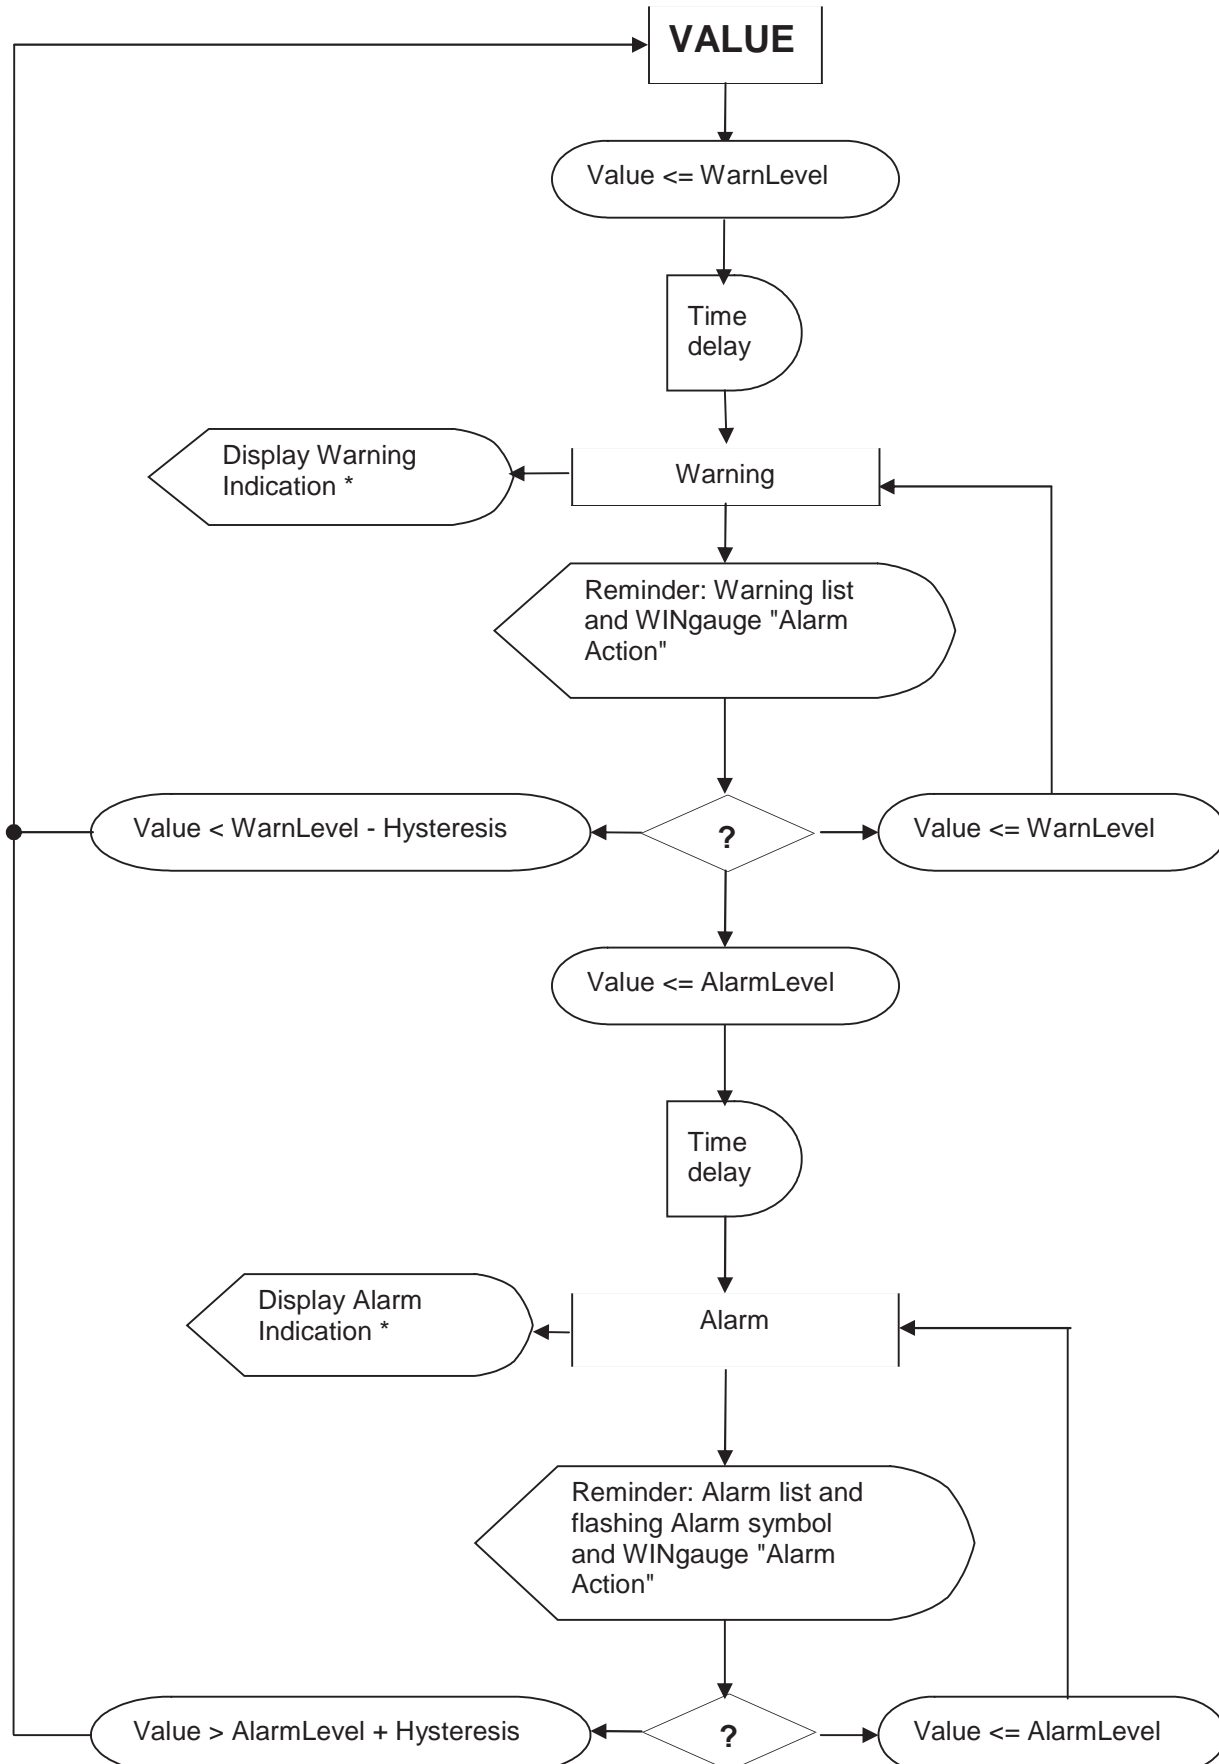 VALUE
Value <= WarnLevel
Time
delay
Display Warning
Indication *
Warning
Reminder: Warning list
and WINgauge "Alarm
Action"
Value < WarnLevel - Hysteresis
?
Value <= WarnLevel
Value <= AlarmLevel
Time
delay
Display Alarm
Indication *
Alarm
Reminder: Alarm list and
flashing Alarm symbol
and WINgauge "Alarm
Action"
Value > AlarmLevel + Hysteresis
?
Value <= AlarmLevel